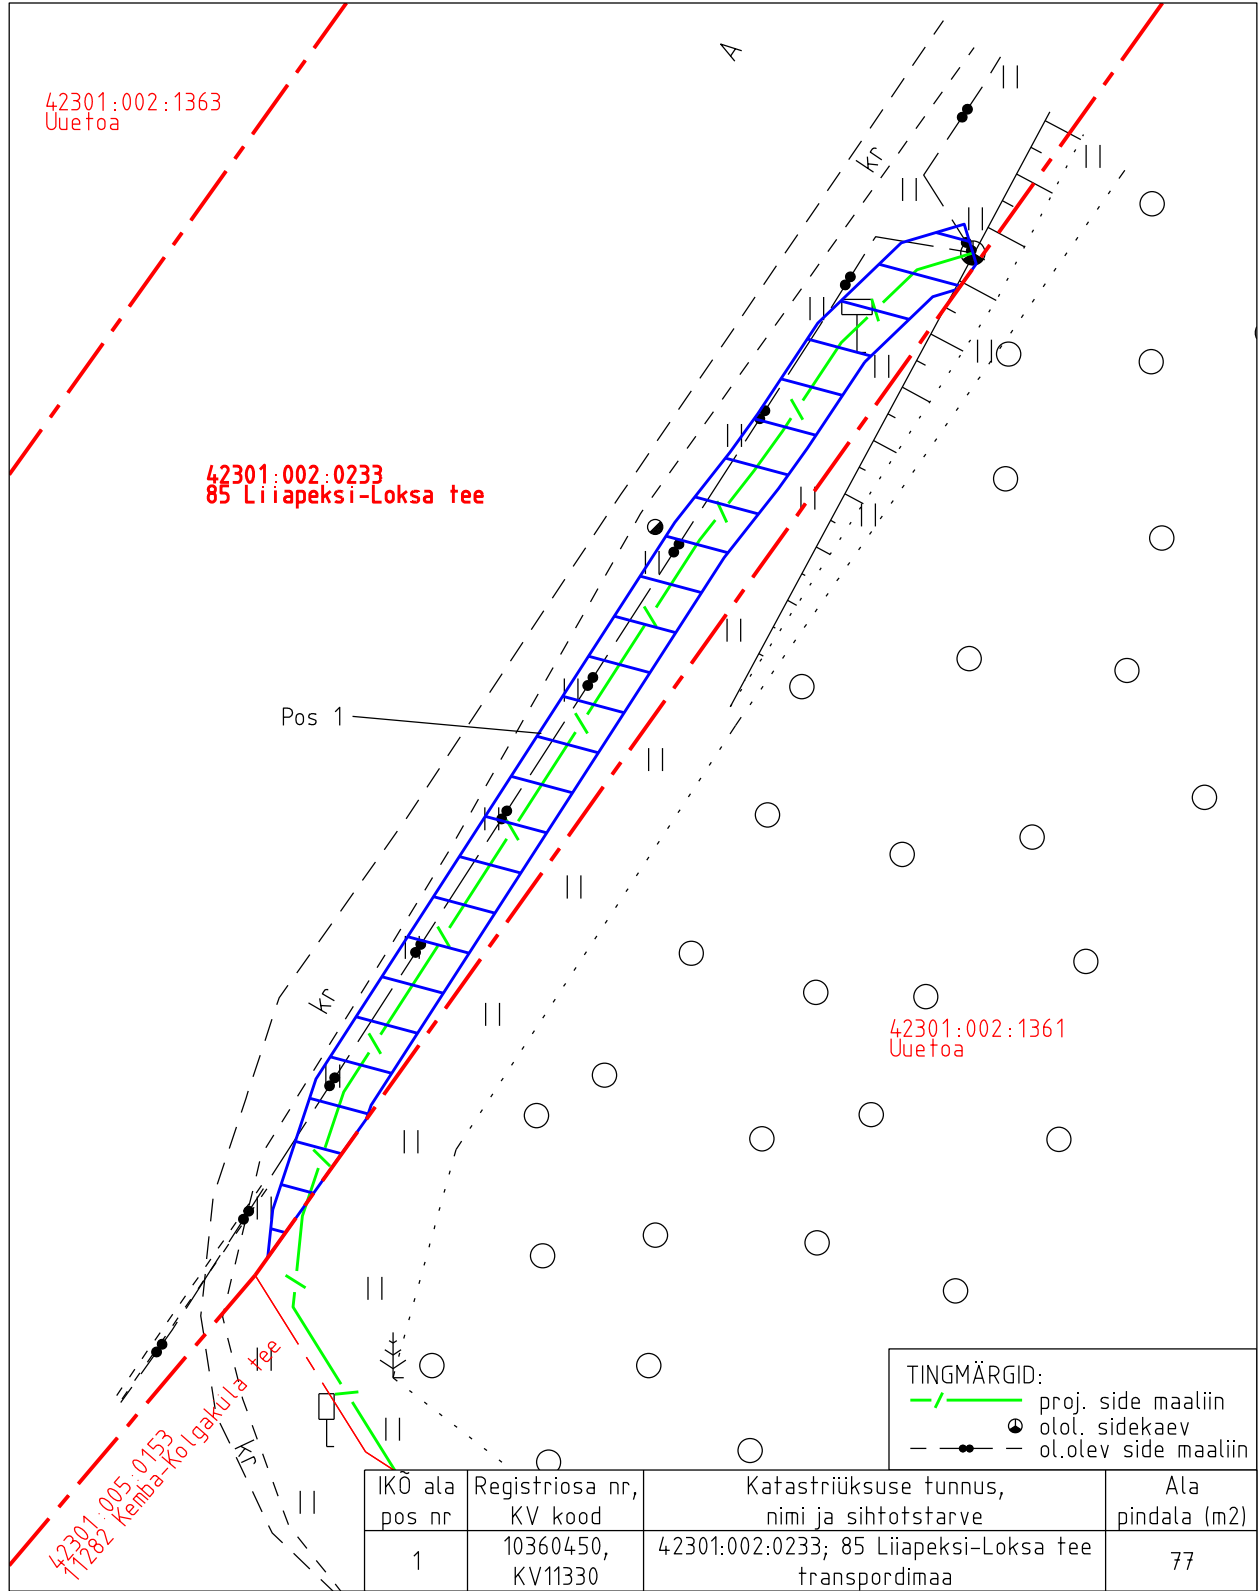 A
42301:002:1363
Uuetoa
kr
42301:002:0233
85 Liiapeksi-Loksa tee
Pos 1
kr
42301:002:1361
Uuetoa
42301:005:0153
11282 Kemba-Kolgaküla tee
kr
TINGMÄRGID:
proj. side maaliin
olol. sidekaev
ol.olev side maaliin
IKÕ ala
pos nr
Registriosa nr,
KV kood
Katastriüksuse tunnus,
nimi ja sihtotstarve
Ala
pindala (m2)
1
10360450,
KV11330
42301:002:0233; 85 Liiapeksi-Loksa tee
transpordimaa
77